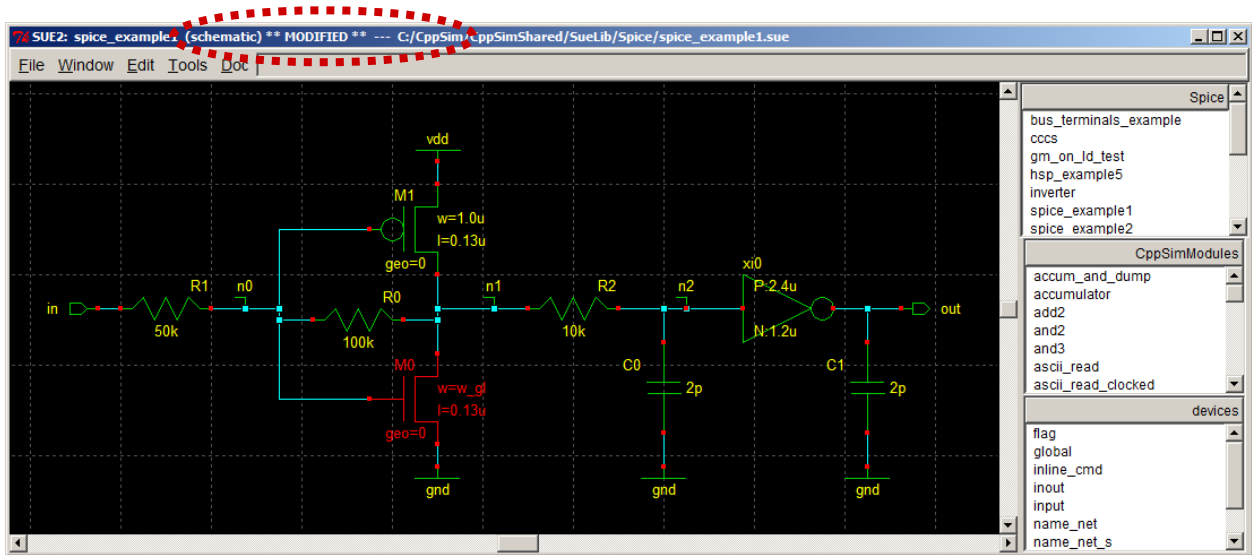 SUE2: spice_example1 (schematic) ** MODIFIED ** --- C:/CppSim/CppSimShared/SueLib/Spice/spice_example1.sue
File Window Edit Tools Doc
vdd
M1
w=1.0u
l=0.13u
geo=0
in
R1
50k
n0
R0
100k
n1
R2
10k
n2
xi0
P:2.4u
N:1.2u
out
M0
w=w_gl
l=0.13u
geo=0
C0
2p
C1
2p
gnd
gnd
gnd
Spice
bus_terminals_example
cccs
gm_on_Id_test
hsp_example5
inverter
spice_example1
spice_example2
CppSimModules
accum_and_dump
accumulator
add2
and2
and3
ascii_read
ascii_read_clocked
devices
flag
global
inline_cmd
inout
input
name_net
name_net_s